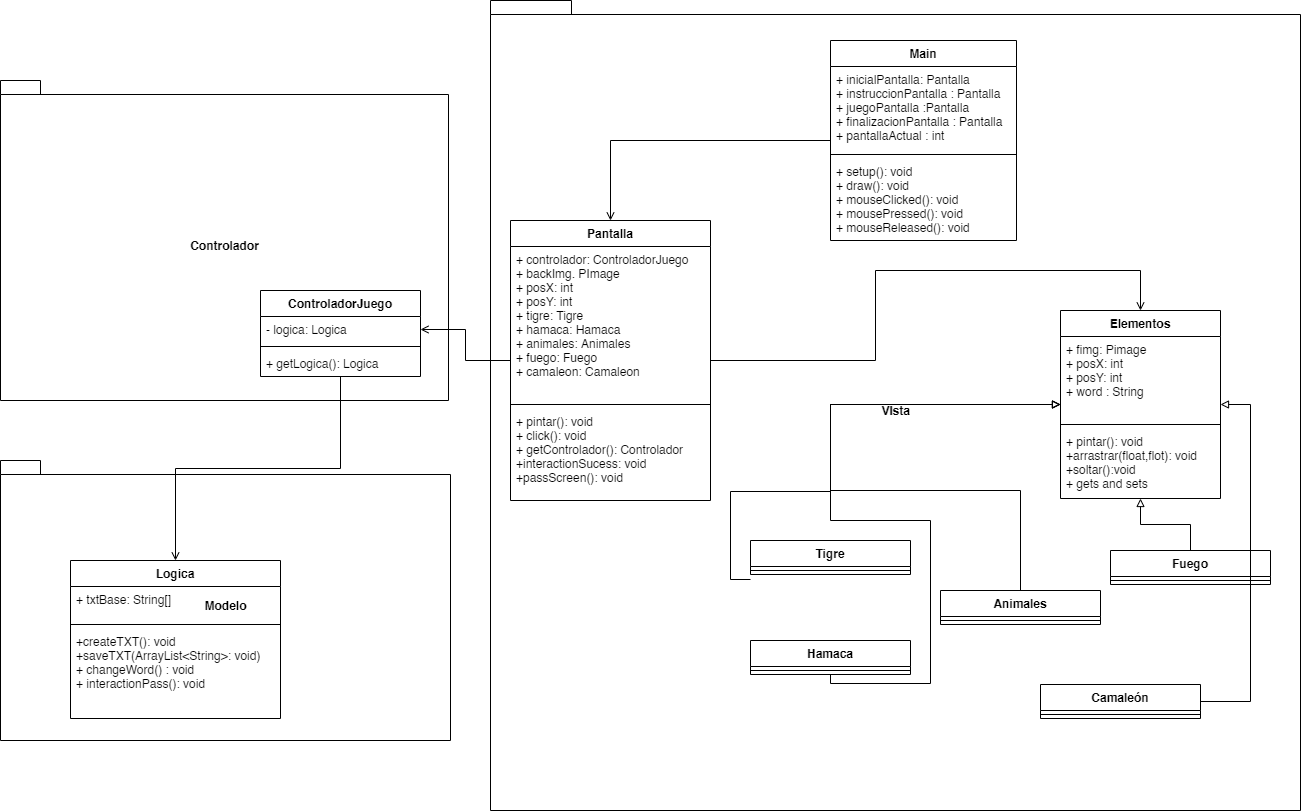 Main
+ inicialPantalla: Pantalla
+ instruccionPantalla : Pantalla
+ juegoPantalla :Pantalla
+ finalizacionPantalla : Pantalla
+ pantallaActual : int
+ setup(): void
+ draw(): void
+ mouseClicked(): void
+ mousePressed(): void
+ mouseReleased(): void
Controlador
ControladorJuego
- logica: Logica
+ getLogica(): Logica
Pantalla
+ controlador: ControladorJuego
+ backImg. PImage
+ posX: int
+ posY: int
+ tigre: Tigre
+ hamaca: Hamaca
+ animales: Animales
+ fuego: Fuego
+ camaleon: Camaleon
+ pintar(): void
+ click(): void
+ getControlador(): Controlador
+interactionSucess: void
+passScreen(): void
Elementos
+ fimg: Pimage
+ posX: int
+ posY: int
+ word : String
+ pintar(): void
+arrastrar(float,flot): void
+soltar():void
+ gets and sets
VIsta
Tigre
Fuego
Animales
Hamaca
Camaleón
Logica
+ txtBase: String[]
Modelo
+createTXT(): void
+saveTXT(ArrayList<String>: void)
+ changeWord() : void
+ interactionPass(): void